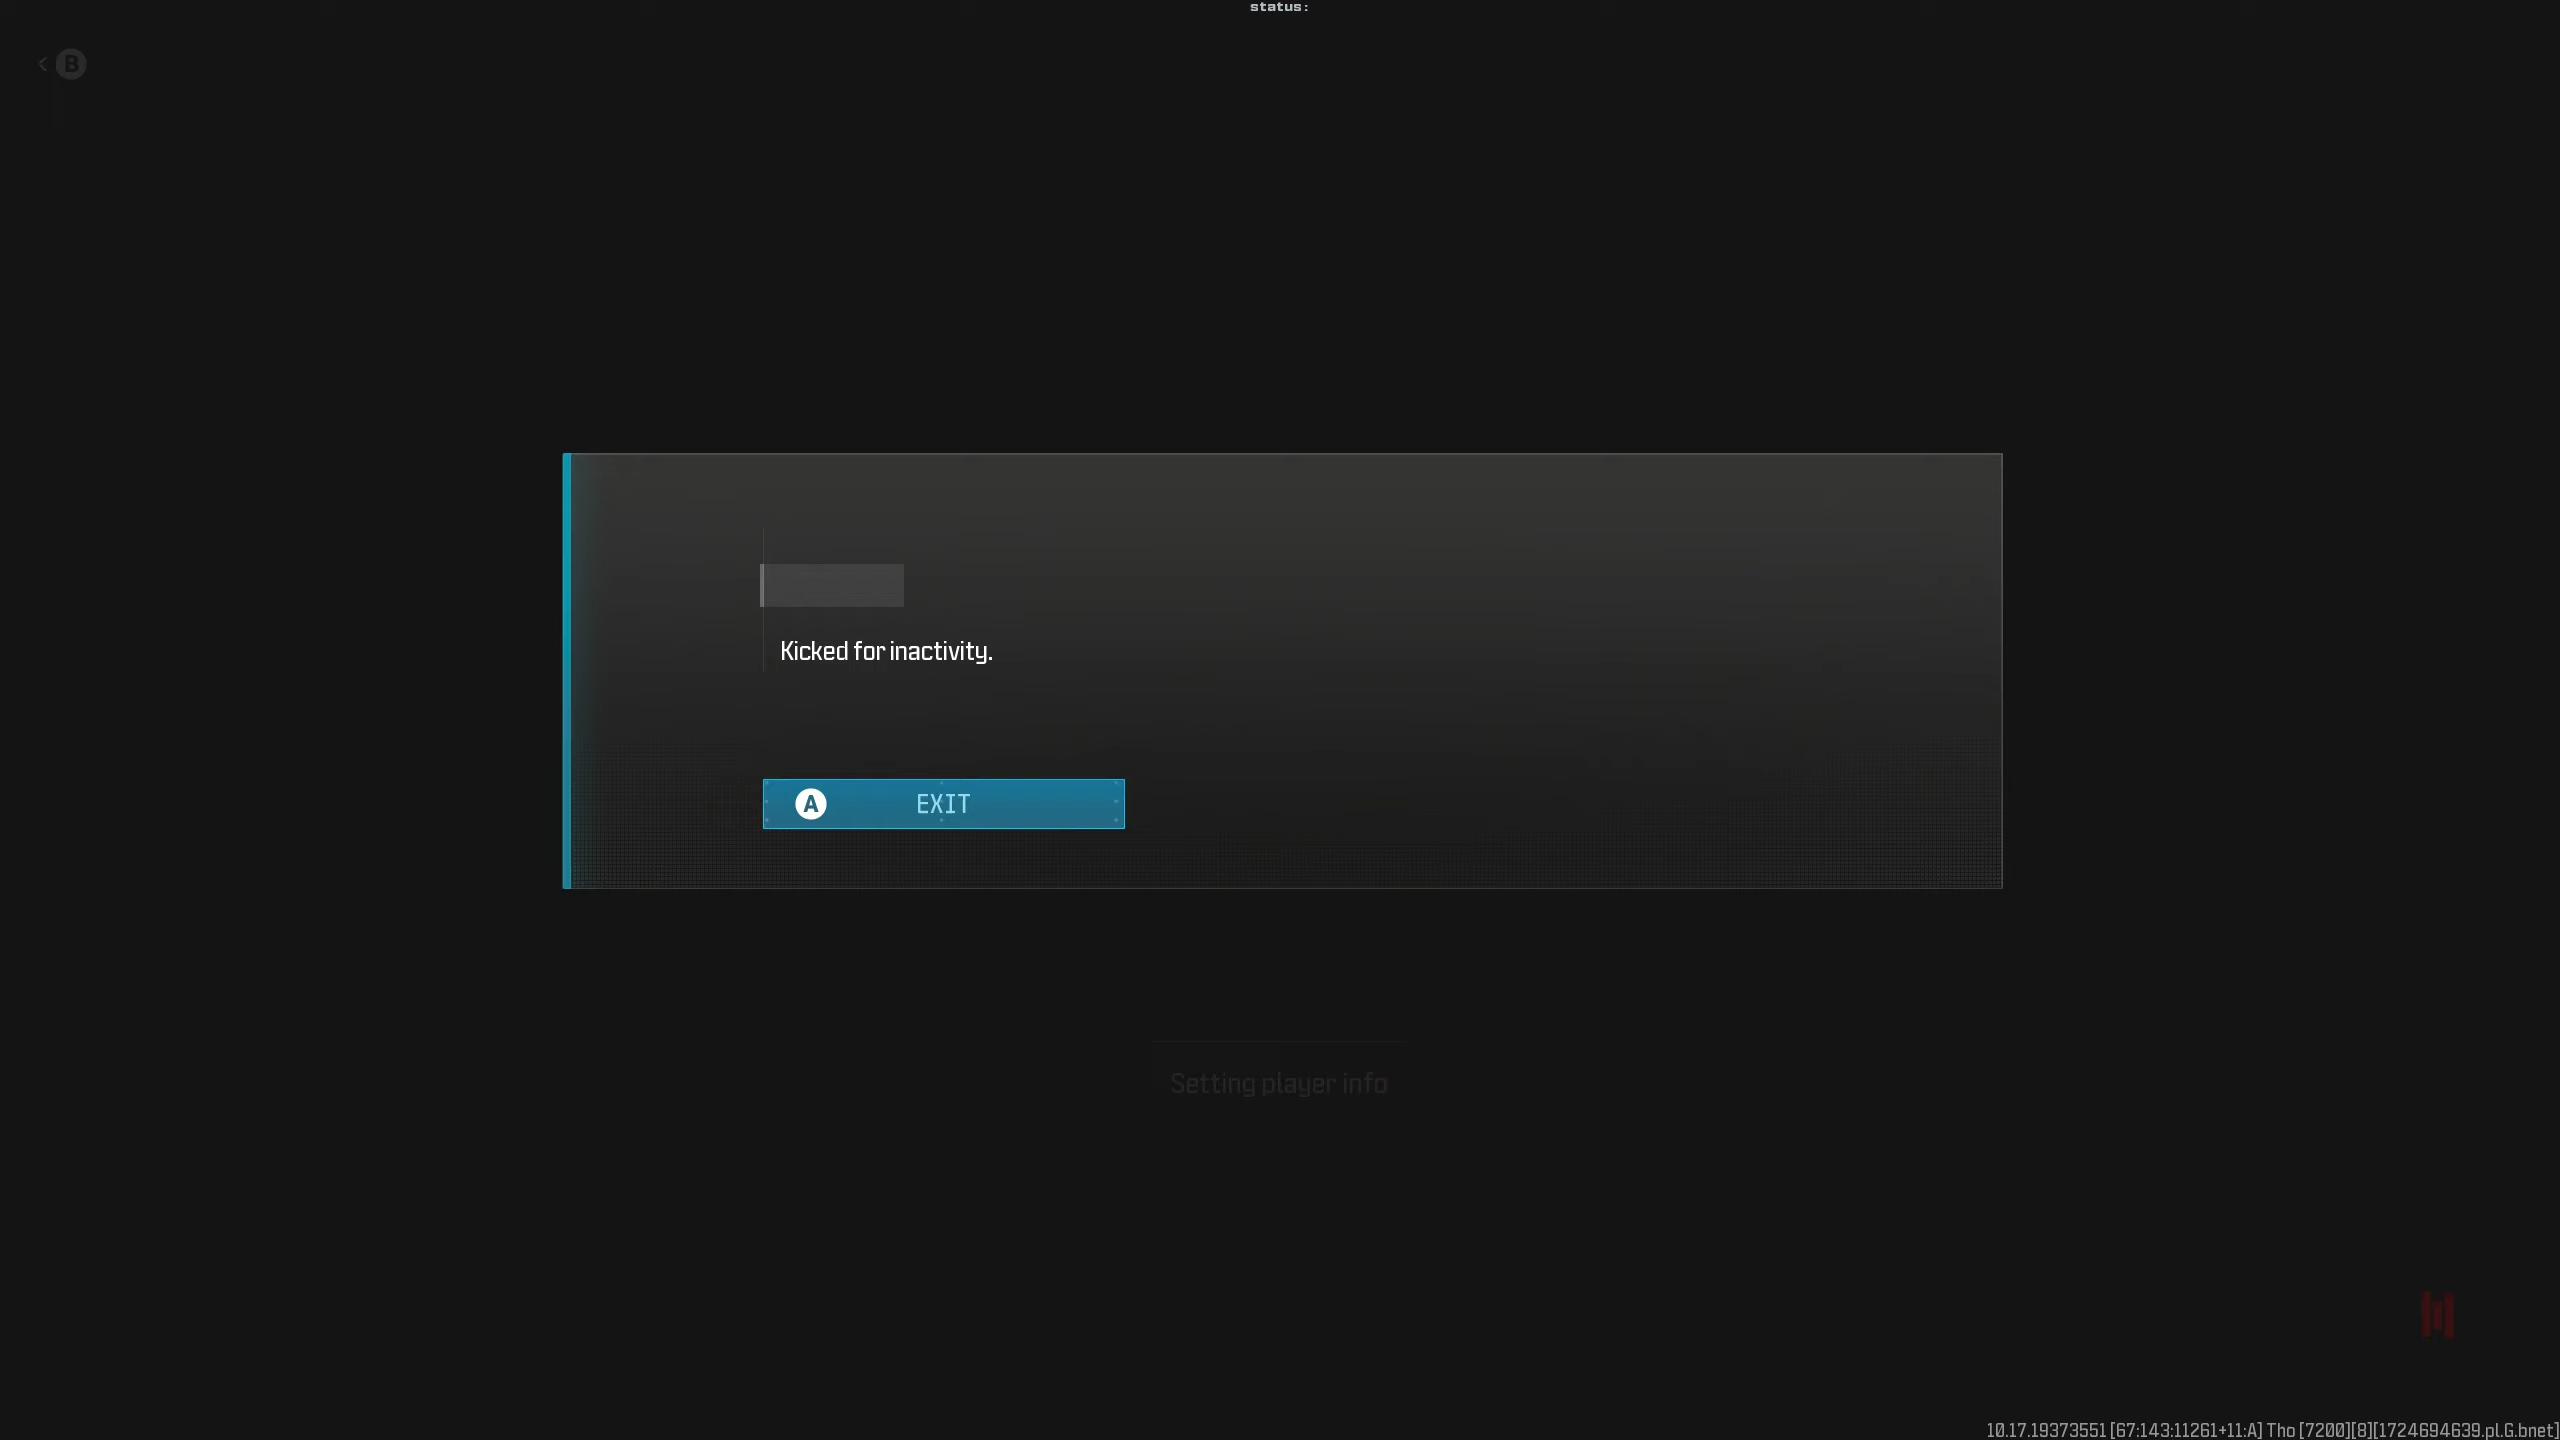 status:
< B
Kicked for inactivity.
A EXIT
Setting player info
10.17.19373551 [67:143:11261+11:A] Tho [7200][8][1724694639.pl.G.bnet]